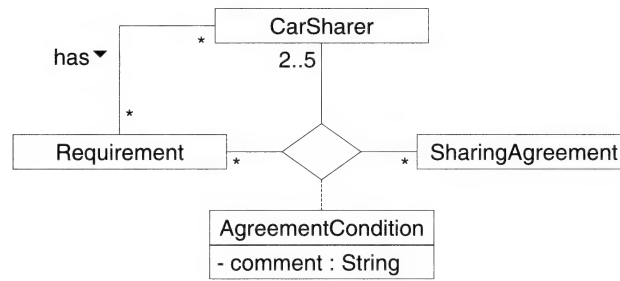 CarSharer
has
*
2..5
*
Requirement
*
*
SharingAgreement
AgreementCondition
- comment : String